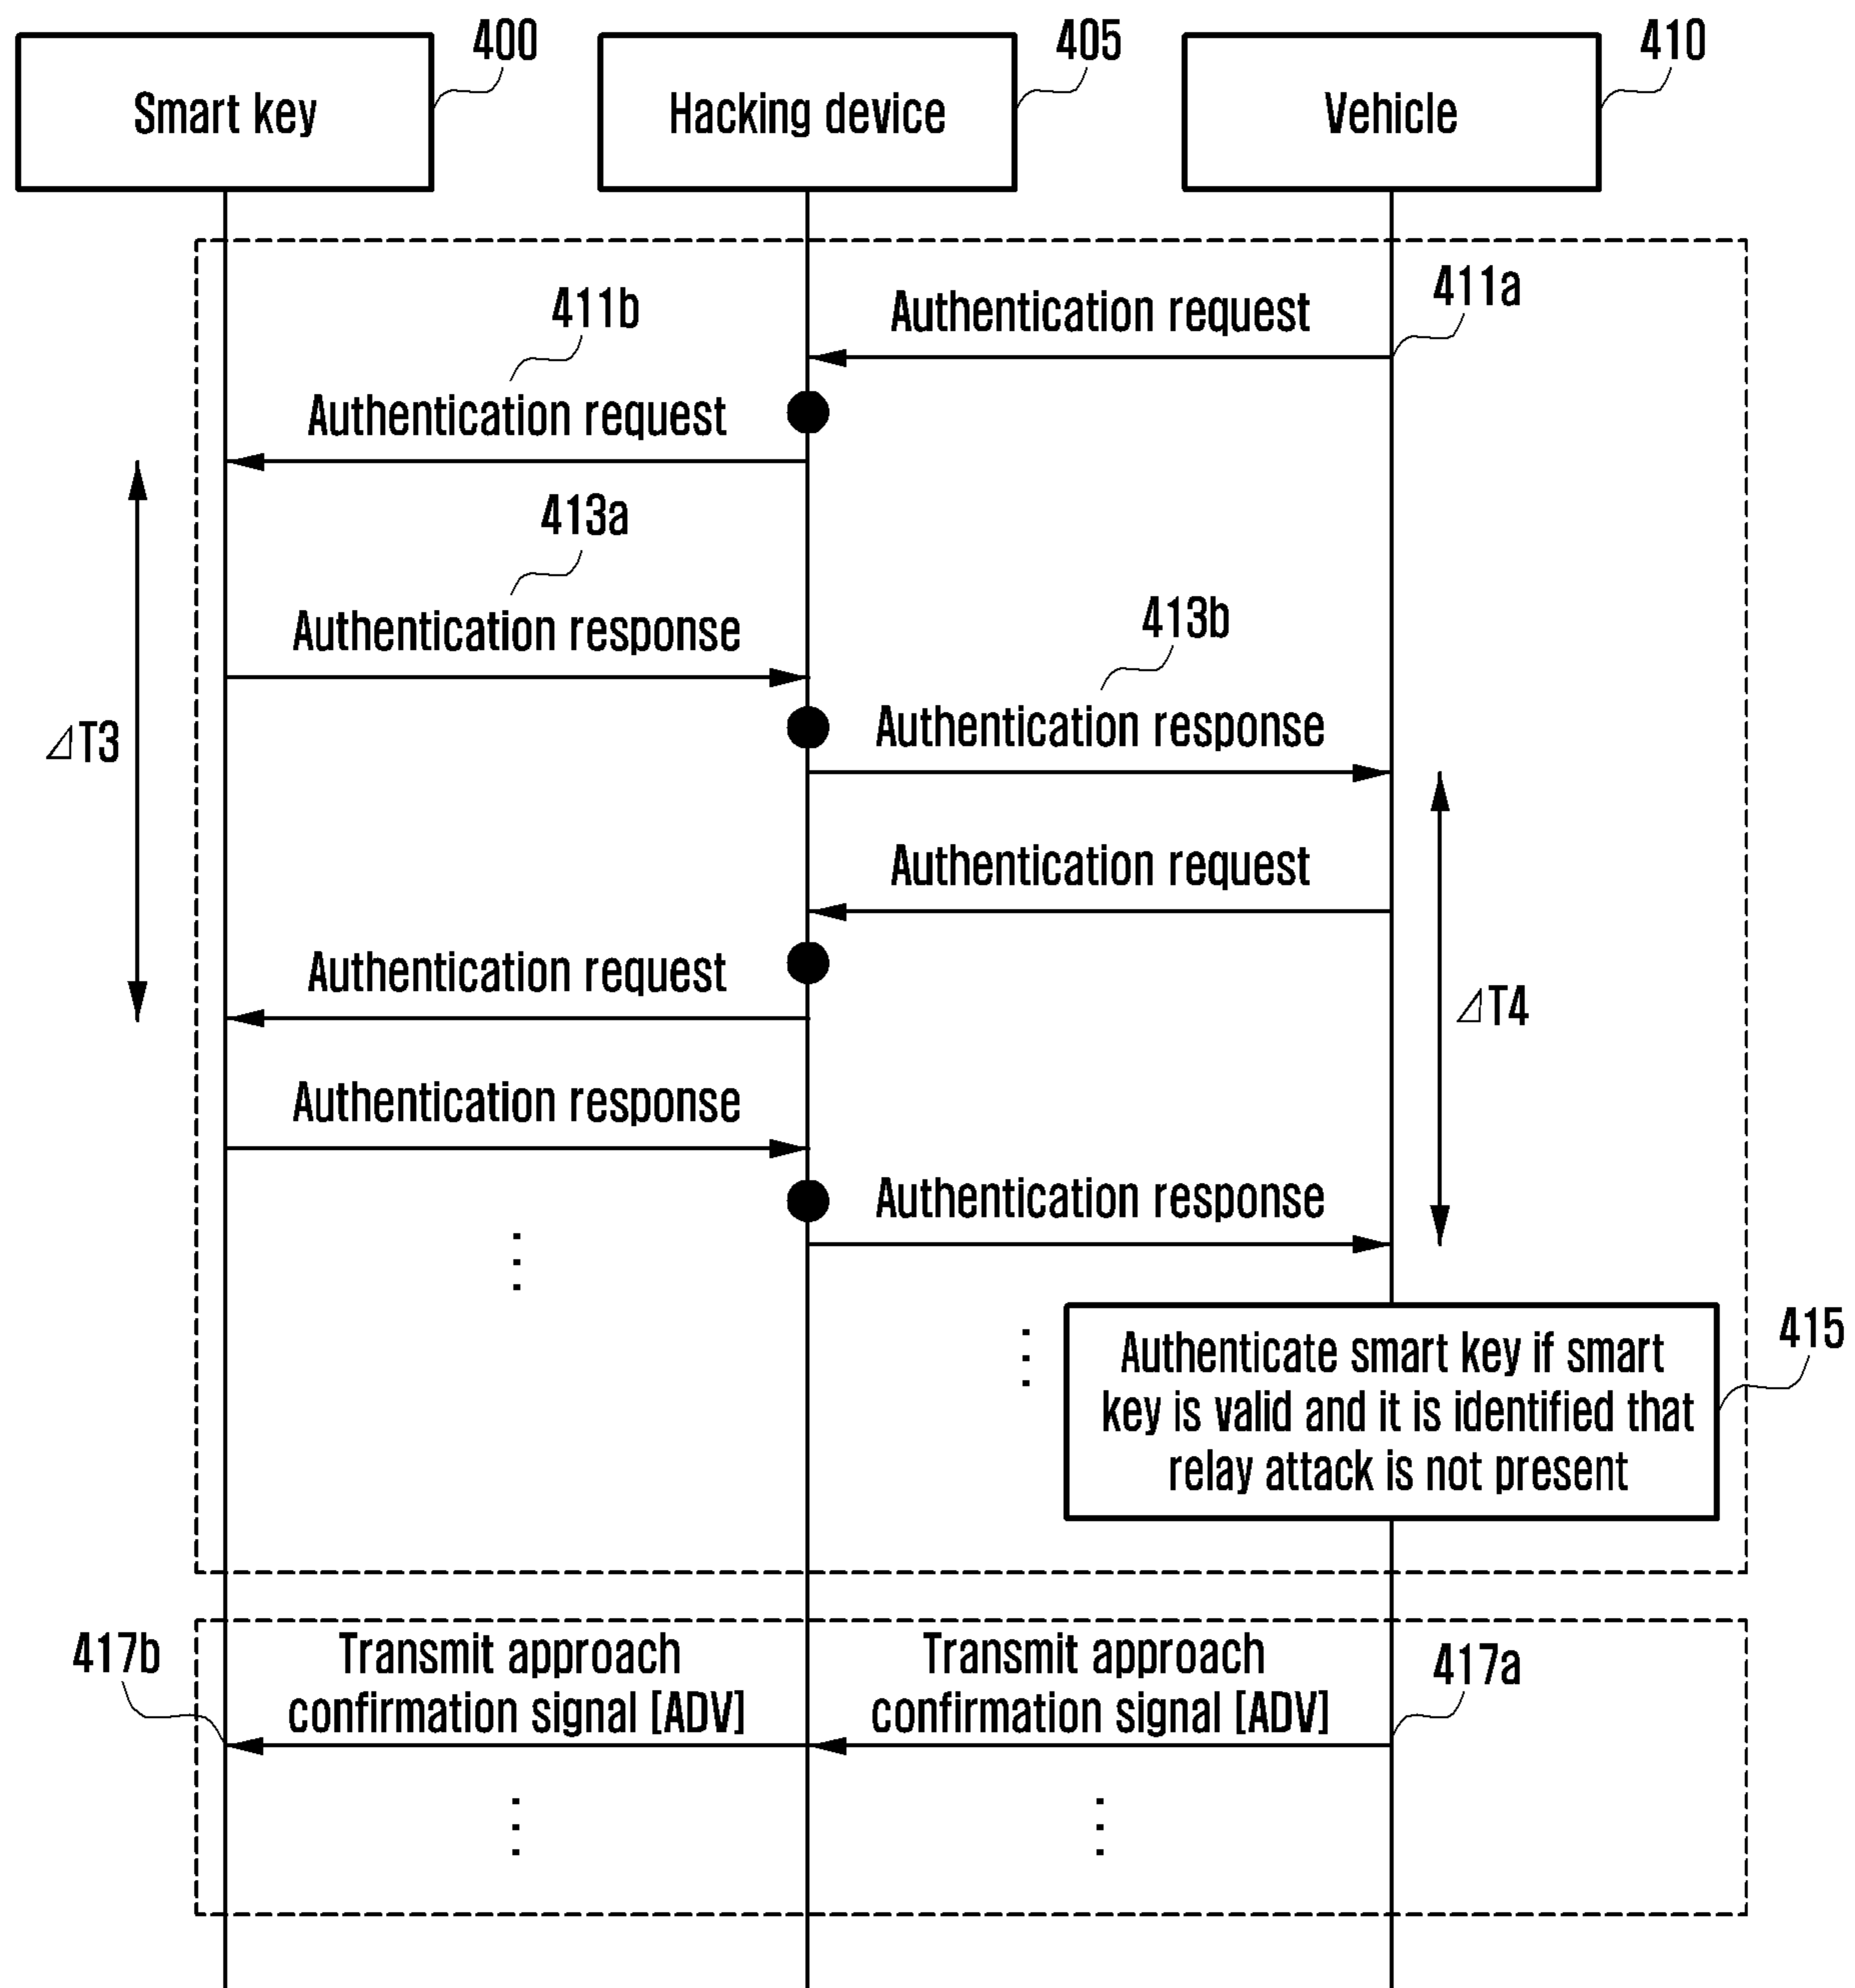 400
405
410
Smart key
Hacking device
Vehicle
411a
411b
Authentication request
Authentication request
413a
Authentication response
413b
Authentication response
⊿T3
Authentication request
Authentication request
⊿T4
Authentication response
Authentication response
415
Authenticate smart key if smart
key is valid and it is identified that
relay attack is not present
417b
Transmit approach
confirmation signal [ADV]
Transmit approach
confirmation signal [ADV]
417a